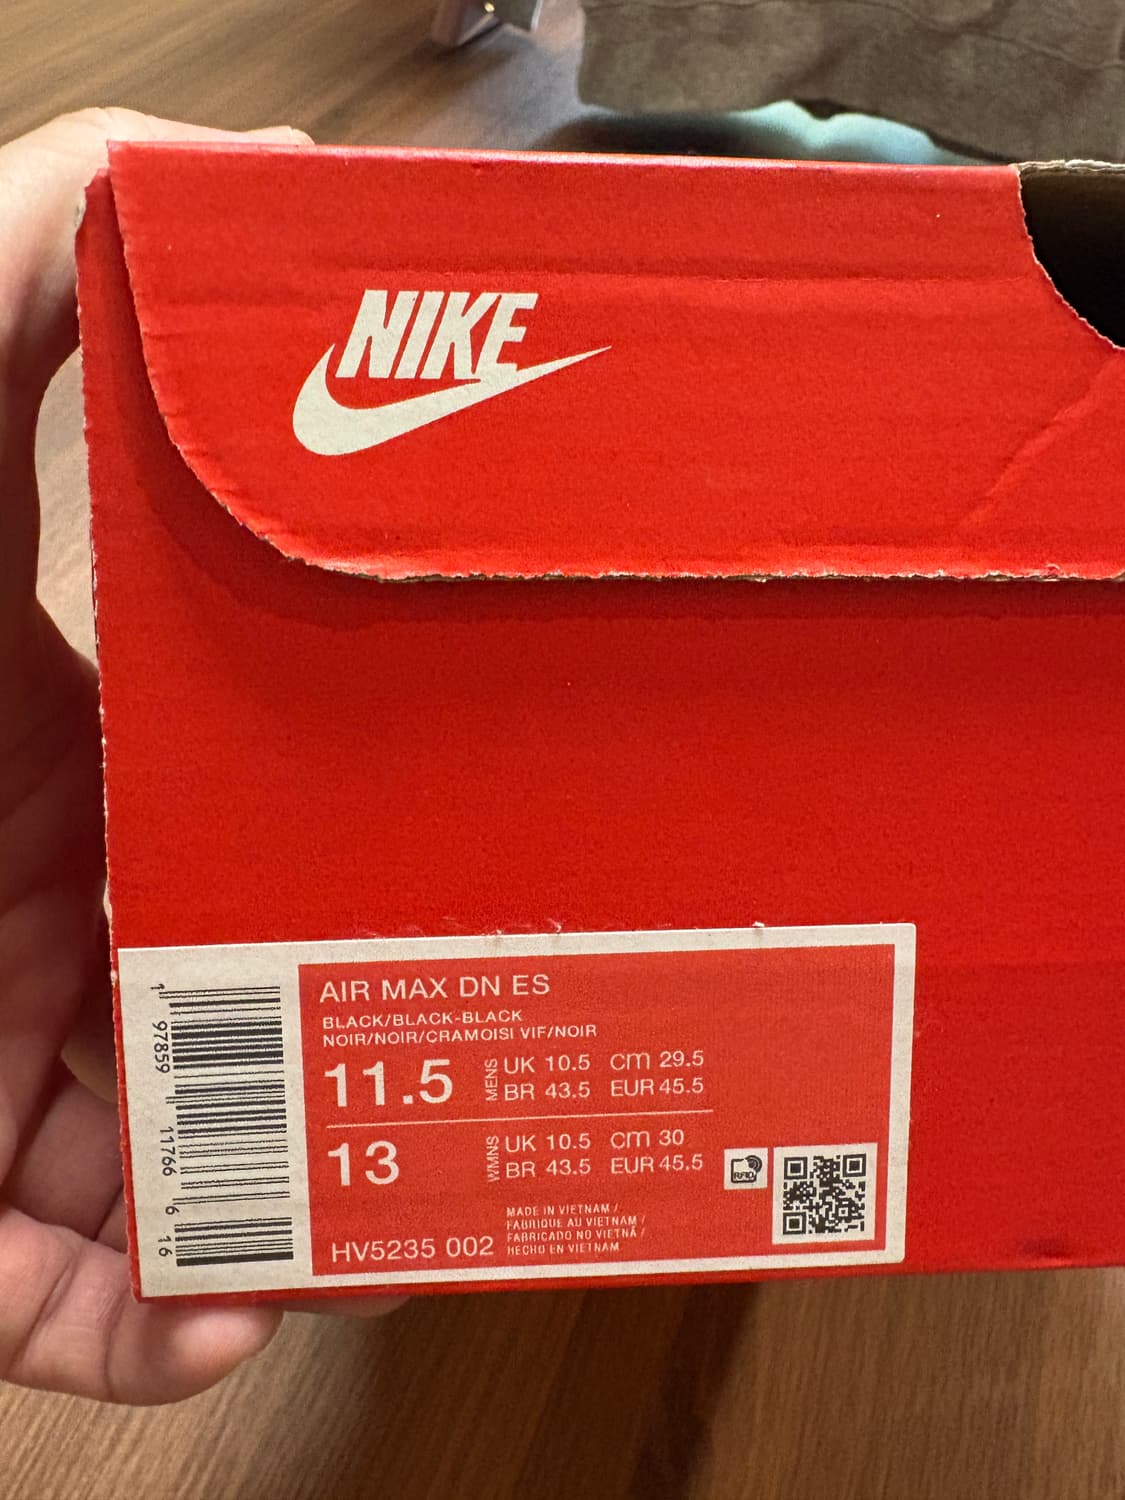 NIKE
AIR MAX DN ES
BLACK/BLACK-BLACK
NOIR/NOIR/CRAMOISI VIF/NOIR
11.5 MENS UK 10.5 cm 29.5
BR 43.5 EUR 45.5
13 WMNS UK 10.5 cm 30
BR 43.5 EUR 45.5
RFID
MADE IN VIETNAM /
FABRIQUE AU VIETNAM /
FABRICADO NO VIETNÃ /
HECHO EN VIETNAM
HV5235 002
1 97859 11766 6 16